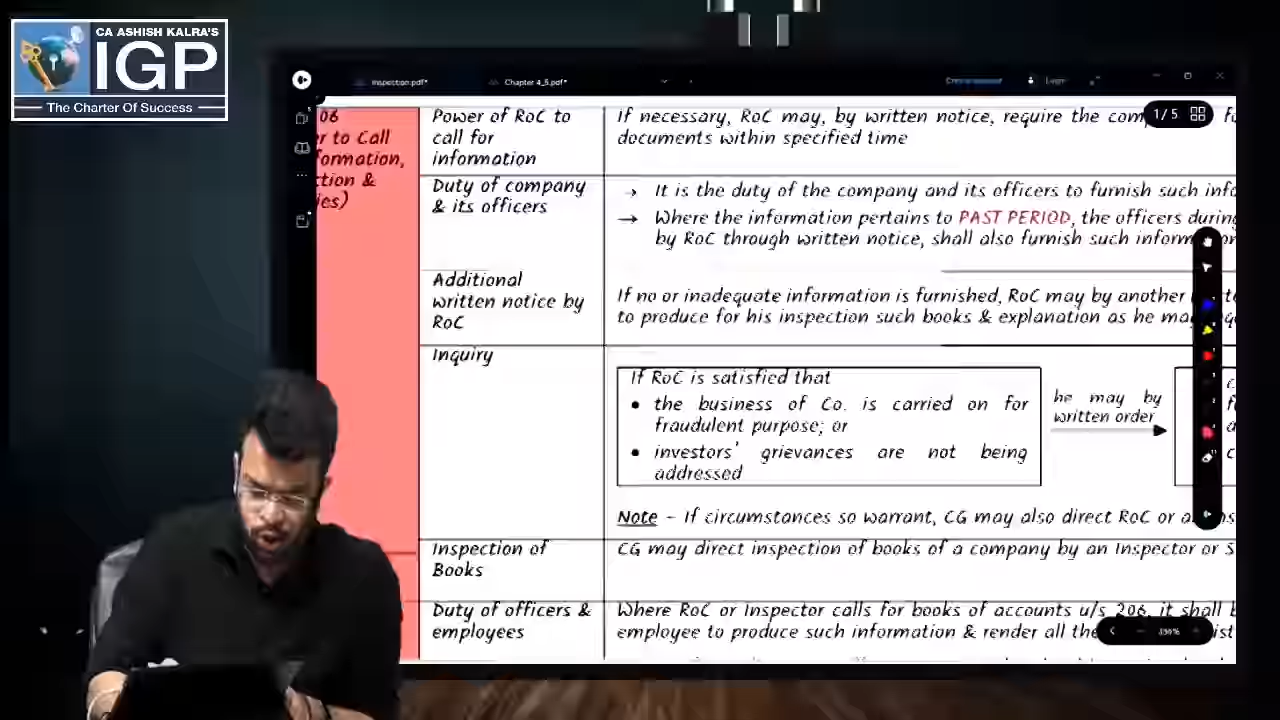 CA ASHISH KALRA'S
IGP
The Charter Of Success
Inspection.pdf*
Chapter 4_5.pdf*
Login
1/5
06
r to Call
formation,
ction &
ies)
Power of RoC to
call for
information
If necessary, RoC may, by written notice, require the com
documents within specified time
Duty of company
& its officers
→ It is the duty of the company and its officers to furnish such info
→ Where the information pertains to PAST PERIOD, the officers during
by RoC through written notice, shall also furnish such inform
Additional
written notice by
RoC
If no or inadequate information is furnished, RoC may by another
to produce for his inspection such books & explanation as he may
Inquiry
If RoC is satisfied that
• the business of Co. is carried on for
fraudulent purpose; or
• investors' grievances are not being
addressed
he may by
written order
Note – If circumstances so warrant, CG may also direct RoC or
Inspection of
Books
CG may direct inspection of books of a company by an Inspector or S
Duty of officers &
employees
Where RoC or Inspector calls for books of accounts u/s 206, it shall b
employee to produce such information & render all the